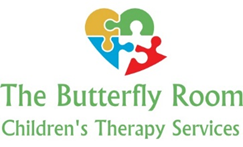 The Butterfly Room
Children's Therapy Services